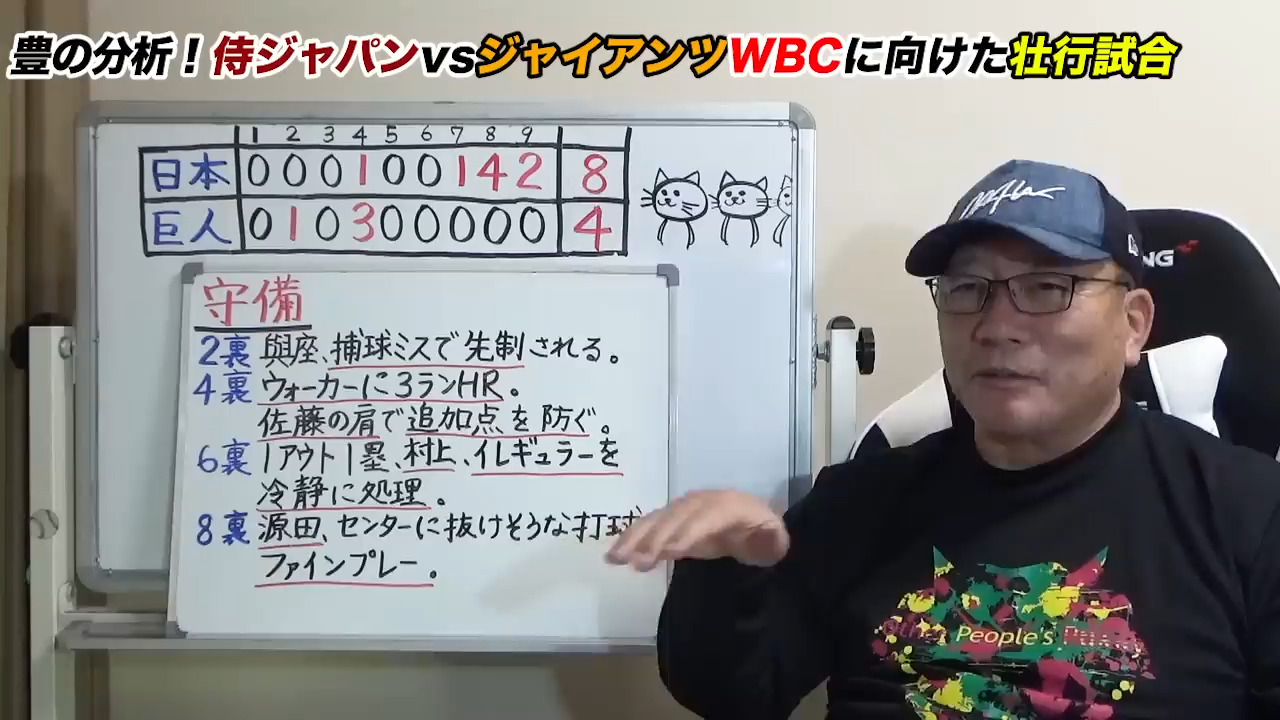 豊の分析！侍ジャパンvsジャイアンツWBCに向けた壮行試合
1 2 3 4 5 6 7 8 9
日本 0 0 0 1 0 0 1 4 2 8
巨人 0 1 0 3 0 0 0 0 0 4
守備
2裏 與座、捕球ミスで先制される。
4裏 ウォーカーに3ランHR。
佐藤の肩で追加点を防ぐ。
6裏 1アウト1塁、村上、イレギュラーを
冷静に処理。
8裏 源田、センターに抜けそうな打球
ファインプレー。
NG
People's